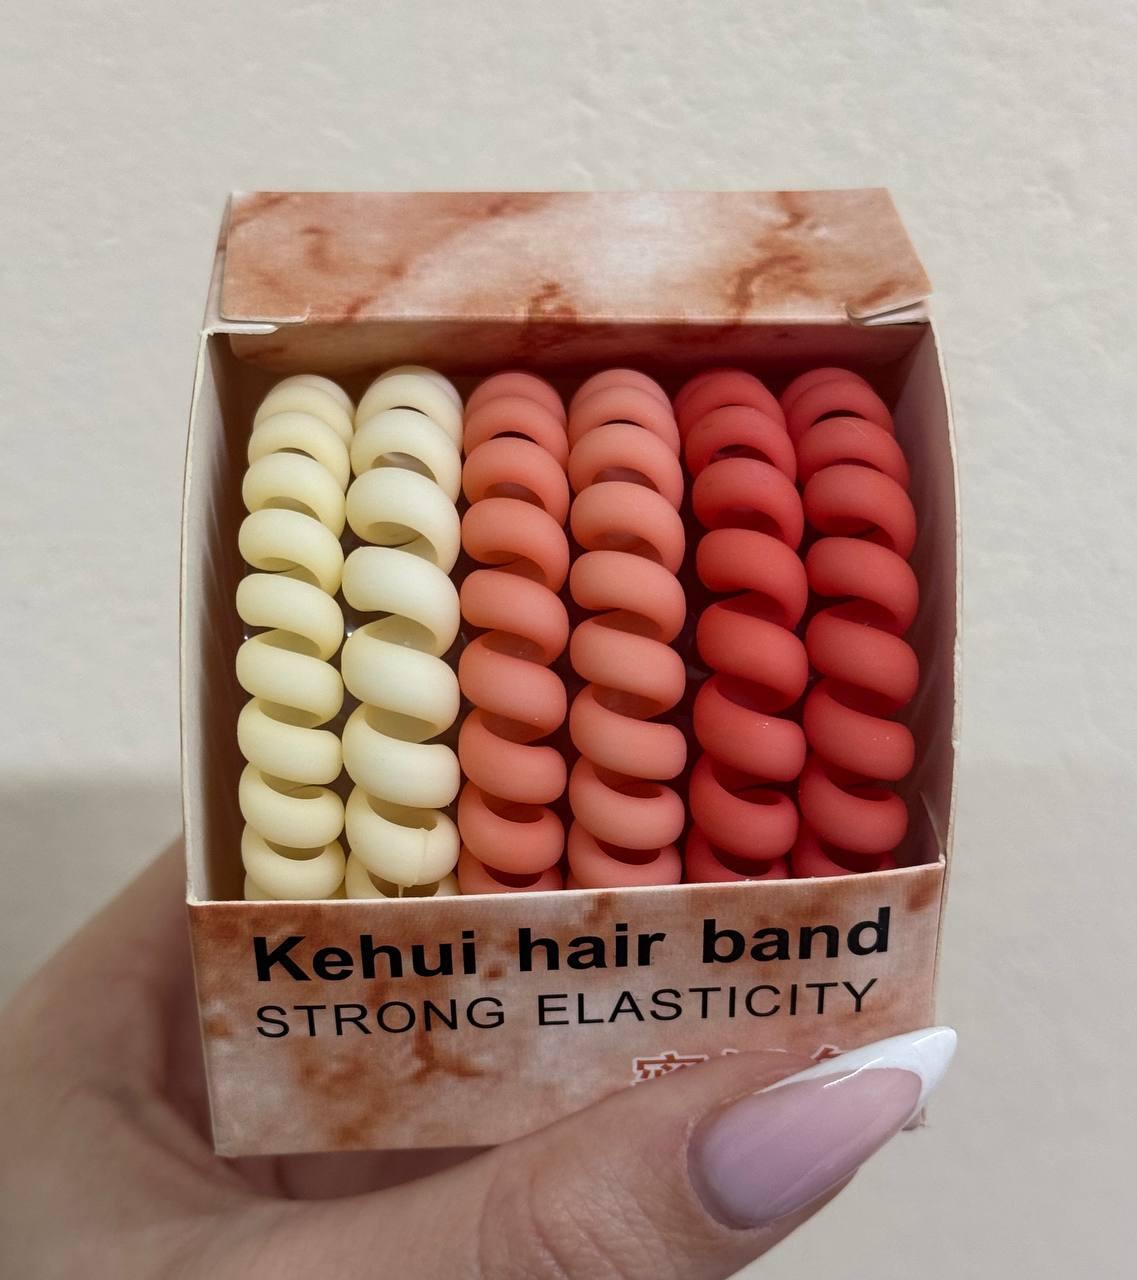 Kehui hair band
STRONG ELASTICITY